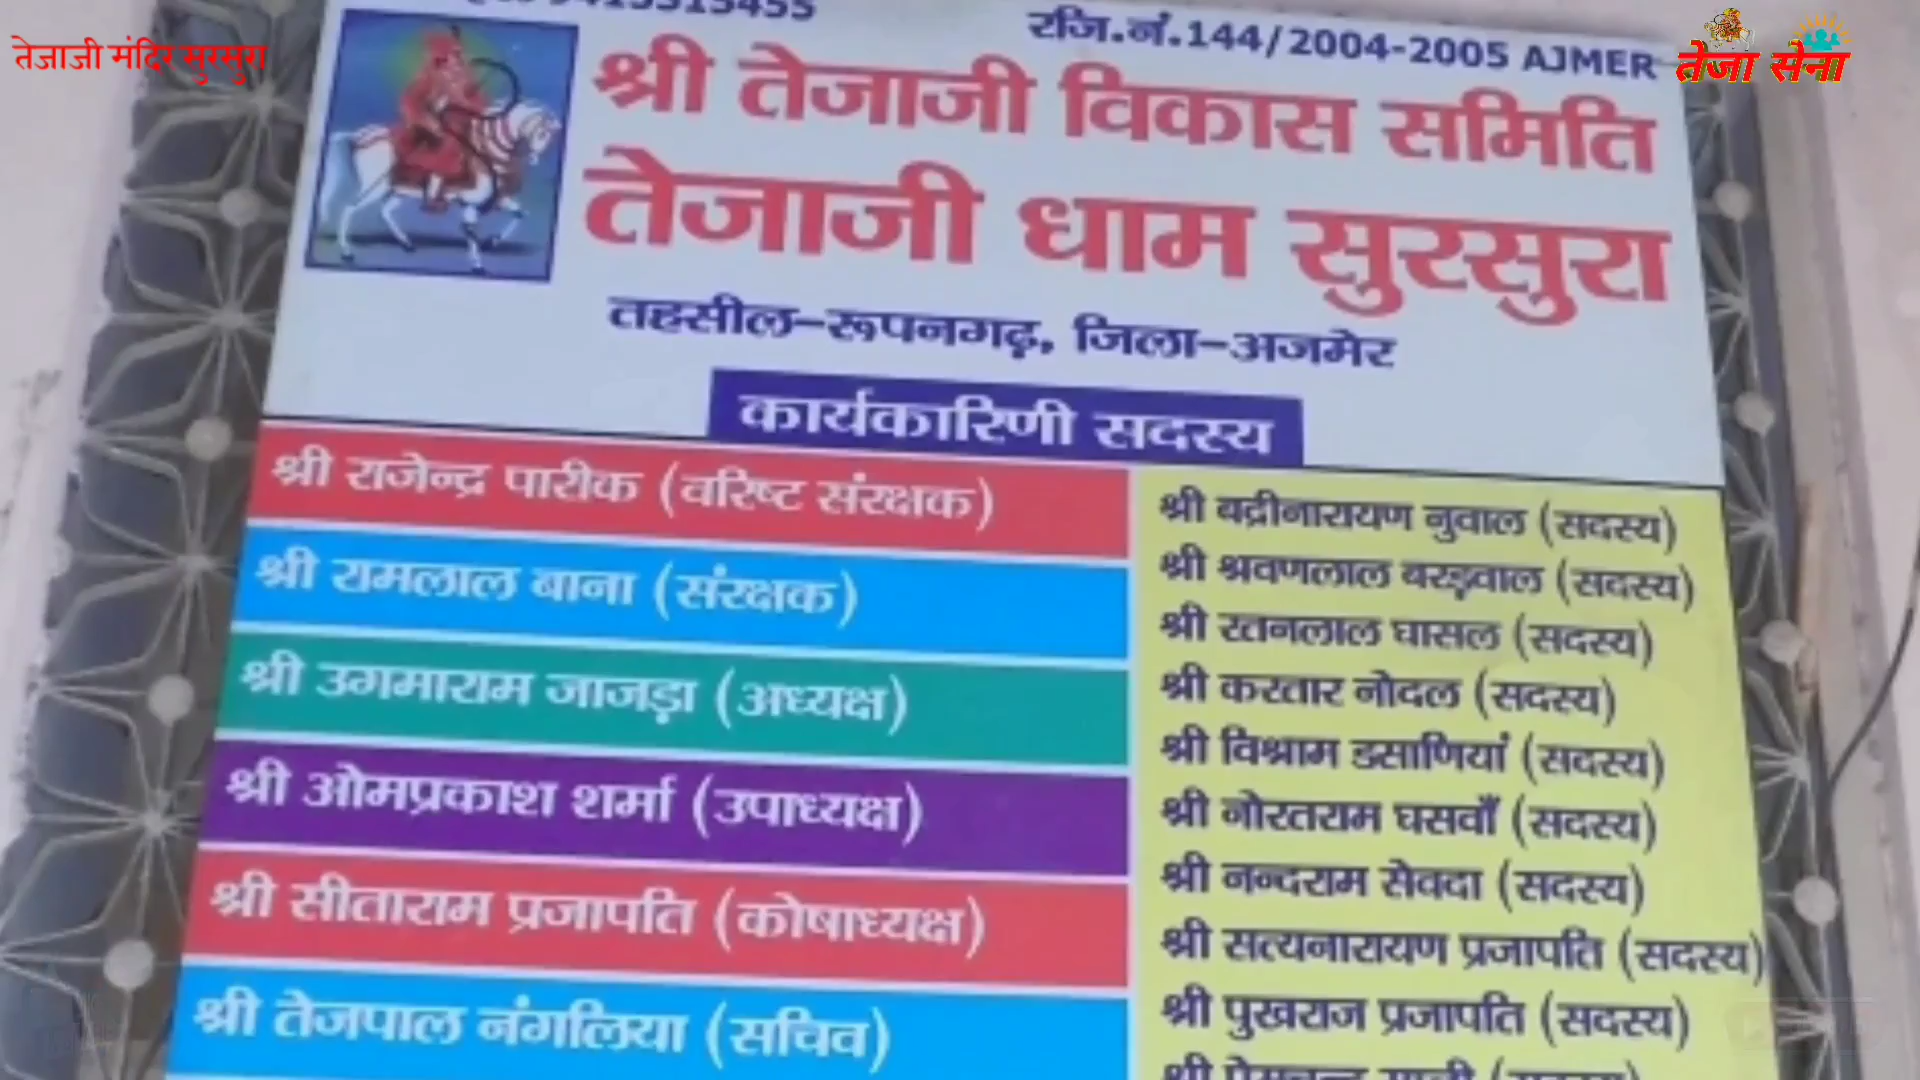 तेजाजी मंदिर सुरसुरा
तेजा सेना
रजि.नं.144/2004-2005 AJMER
श्री तेजाजी विकास समिति
तेजाजी धाम सुरसुरा
तहसील-रूपनगढ़, जिला-अजमेर
कार्यकारिणी सदस्य
श्री राजेन्द्र पारीक (वरिष्ट संरक्षक)
श्री रामलाल बाना (संरक्षक)
श्री उगमाराम जाजड़ा (अध्यक्ष)
श्री ओमप्रकाश शर्मा (उपाध्यक्ष)
श्री सीताराम प्रजापति (कोषाध्यक्ष)
श्री तेजपाल नंगलिया (सचिव)
श्री बद्रीनारायण नुवाल (सदस्य)
श्री श्रवणलाल बरड़वाल (सदस्य)
श्री रतनलाल घासल (सदस्य)
श्री करतार नोदल (सदस्य)
श्री विश्राम डसाणियां (सदस्य)
श्री नोरतराम घसवाँ (सदस्य)
श्री नन्दराम सेवदा (सदस्य)
श्री सत्यनारायण प्रजापति (सदस्य)
श्री पुखराज प्रजापति (सदस्य)